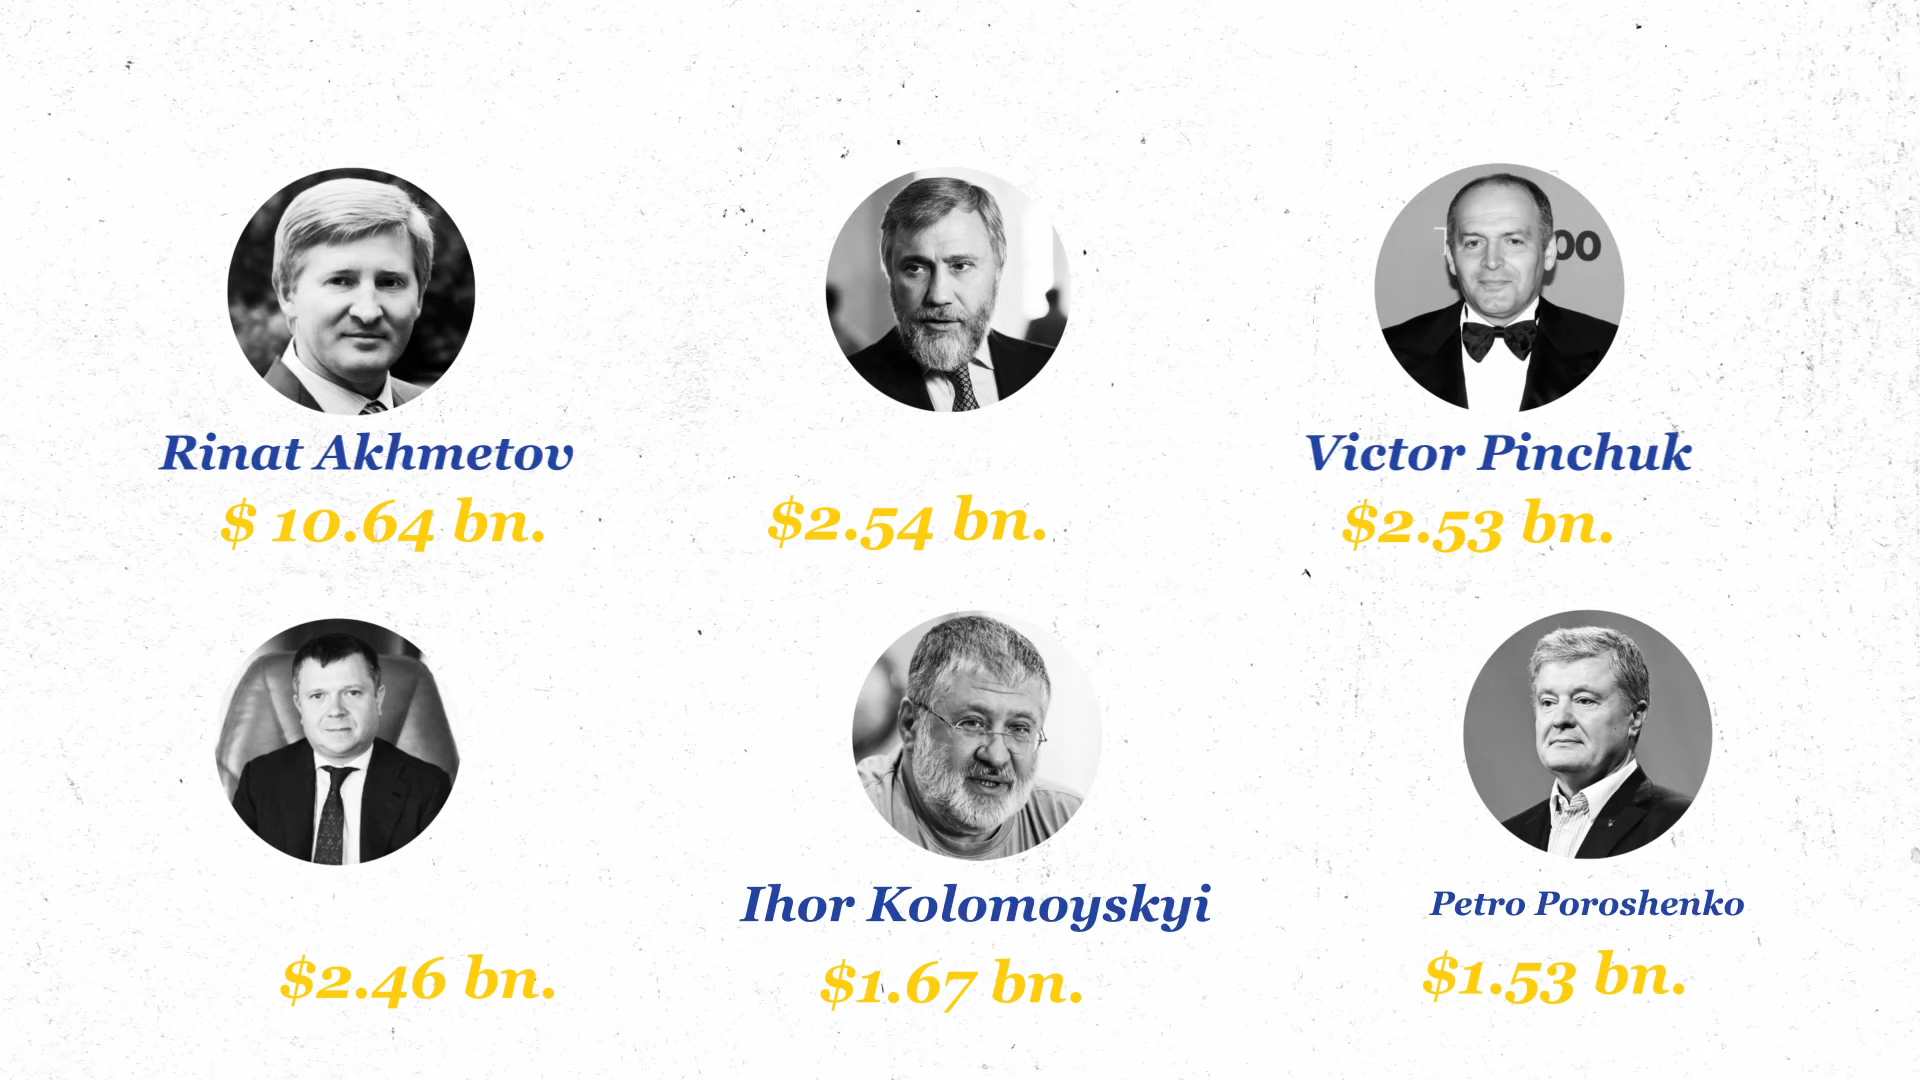 Rinat Akhmetov
$ 10.64 bn.
$2.54 bn.
Victor Pinchuk
$2.53 bn.
$2.46 bn.
Ihor Kolomoyskyi
$1.67 bn.
Petro Poroshenko
$1.53 bn.